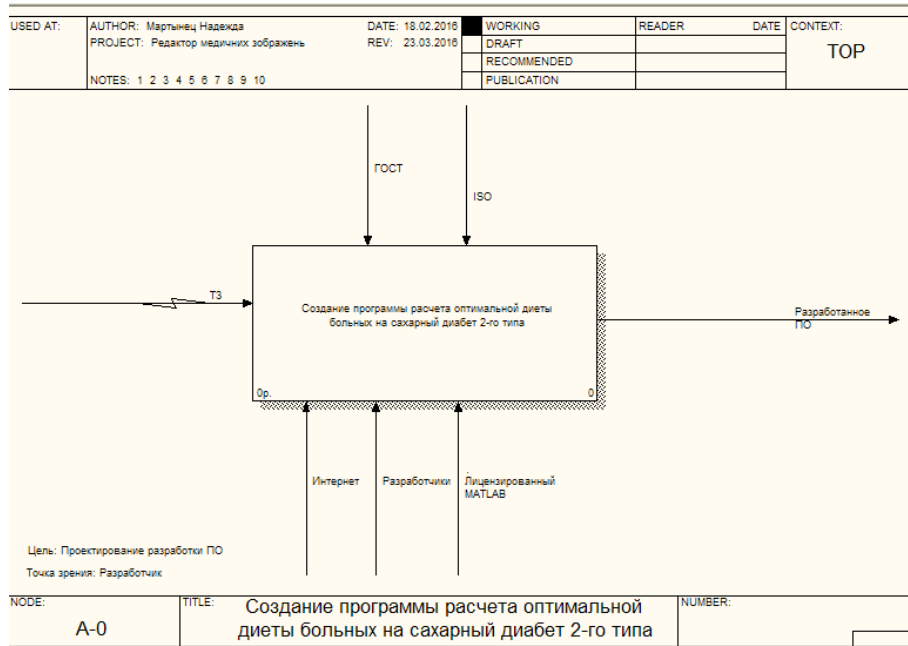 USED AT:
AUTHOR: Мартынец Надежда
DATE: 18.02.2016
WORKING
READER
DATE
CONTEXT:
PROJECT: Редактор медичних зображень
REV: 23.03.2016
DRAFT
TOP
RECOMMENDED
NOTES: 1 2 3 4 5 6 7 8 9 10
PUBLICATION
ГОСТ
ISO
ТЗ
Создание программы расчета оптимальной диеты
больных на сахарный диабет 2-го типа
Разработанное
ПО
0р.
0
Интернет
Разработчики
Лицензированный
MATLAB
Цель: Проектирование разработки ПО
Точка зрения: Разработчик
NODE:
TITLE:
NUMBER:
A-0
Создание программы расчета оптимальной
диеты больных на сахарный диабет 2-го типа